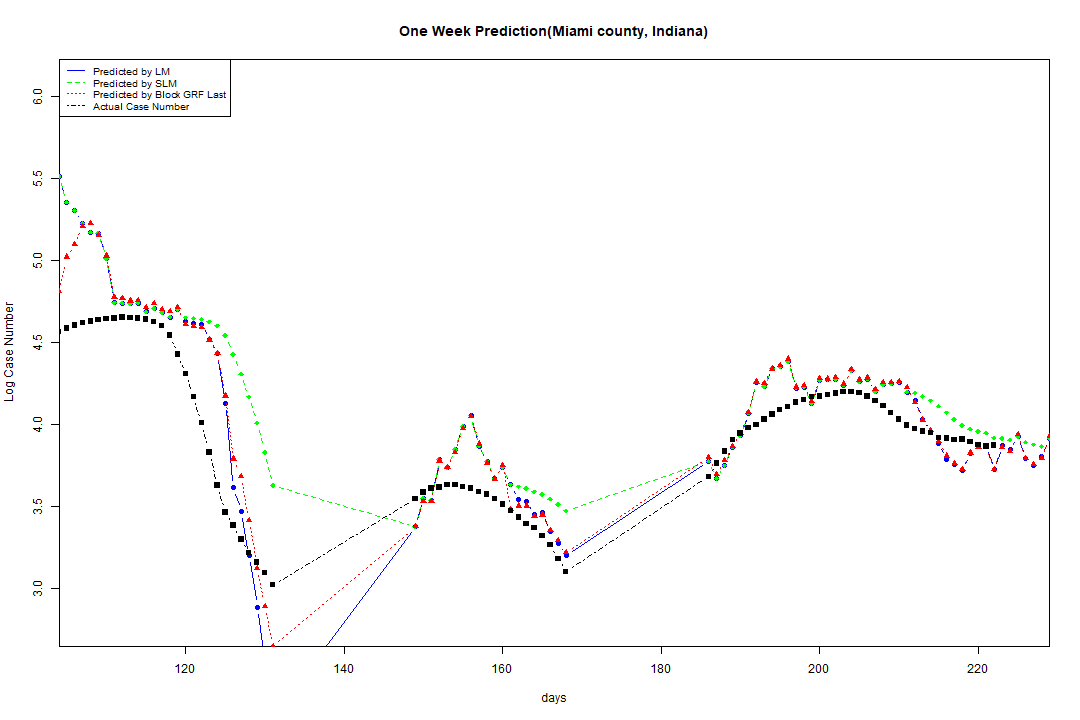 One Week Prediction(Miami county, Indiana)
Predicted by LM
Predicted by SLM
Predicted by Block GRF Last
Actual Case Number
6.0
5.5
5.0
4.5
4.0
3.5
3.0
Log Case Number
120 140 160 180 200 220
days